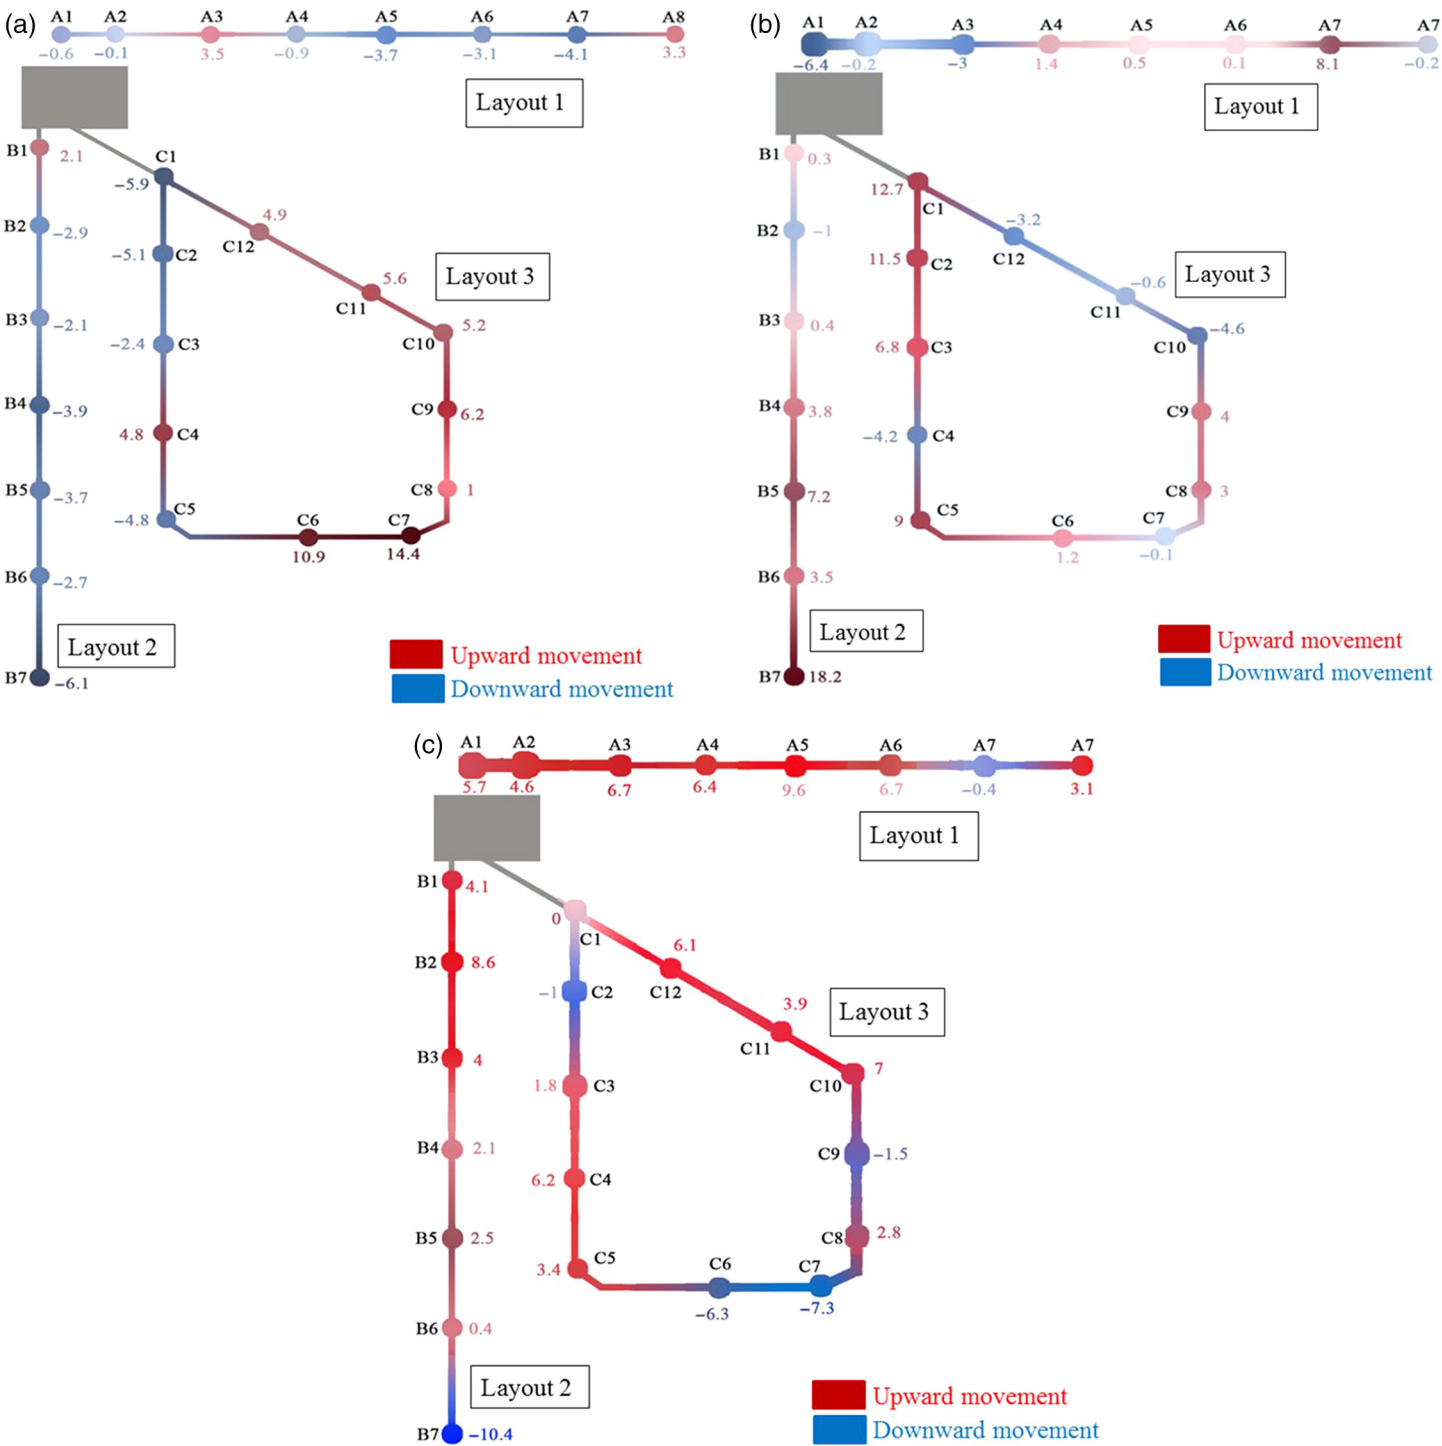 (a) A1 A2 A3 A4 A5 A6 A7 A8
−0.6 −0.1 3.5 −0.9 −3.7 −3.1 −4.1 3.3
Layout 1
B1 2.1
C1
−5.9
4.9
B2 −2.9
C12
−5.1 C2
Layout 3
5.6
C11
B3 −2.1
5.2
−2.4 C3
C10
B4 −3.9
C9 6.2
4.8 C4
B5 −3.7
C8 1
C5
−4.8
C6 C7
10.9 14.4
B6 −2.7
Layout 2
B7 −6.1
Upward movement
Downward movement
(b) A1 A2 A3 A4 A5 A6 A7 A7
−6.4 −0.2 −3 1.4 0.5 0.1 8.1 −0.2
Layout 1
B1 0.3
12.7
C1
−3.2
B2 −1
C12
11.5 C2
Layout 3
−0.6
C11
B3 0.4
−4.6
6.8 C3
C10
B4 3.8
C9 4
−4.2 C4
B5 7.2
C8 3
9 C5
C6 C7
1.2 −0.1
B6 3.5
Layout 2
B7 18.2
Upward movement
Downward movement
(c) A1 A2 A3 A4 A5 A6 A7 A7
5.7 4.6 6.7 6.4 9.6 6.7 −0.4 3.1
Layout 1
B1 4.1
0
C1
6.1
B2 8.6
C12
−1 C2
Layout 3
3.9
C11
B3 4
7
1.8 C3
C10
B4 2.1
C9 −1.5
6.2 C4
B5 2.5
C8 2.8
3.4 C5
C6 C7
−6.3 −7.3
B6 0.4
Layout 2
B7 −10.4
Upward movement
Downward movement